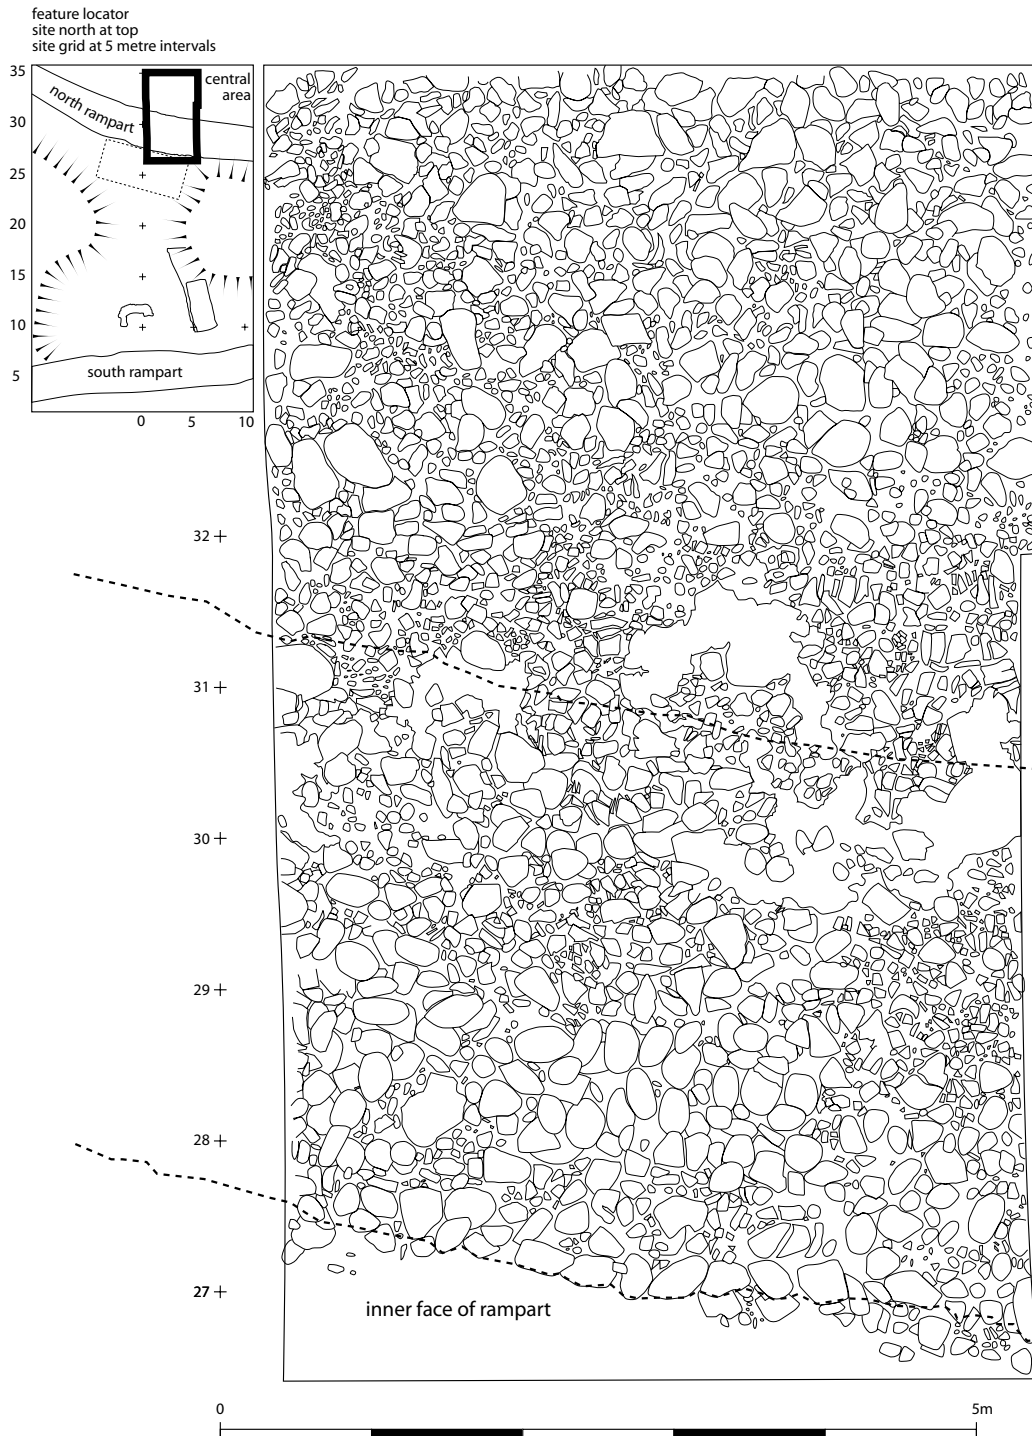 feature locator
site north at top
site grid at 5 metre intervals
35
central
area
north rampart
30
25
20
15
10
5
south rampart
0 5 10
32
31
30
29
28
27
inner face of rampart
0 5m